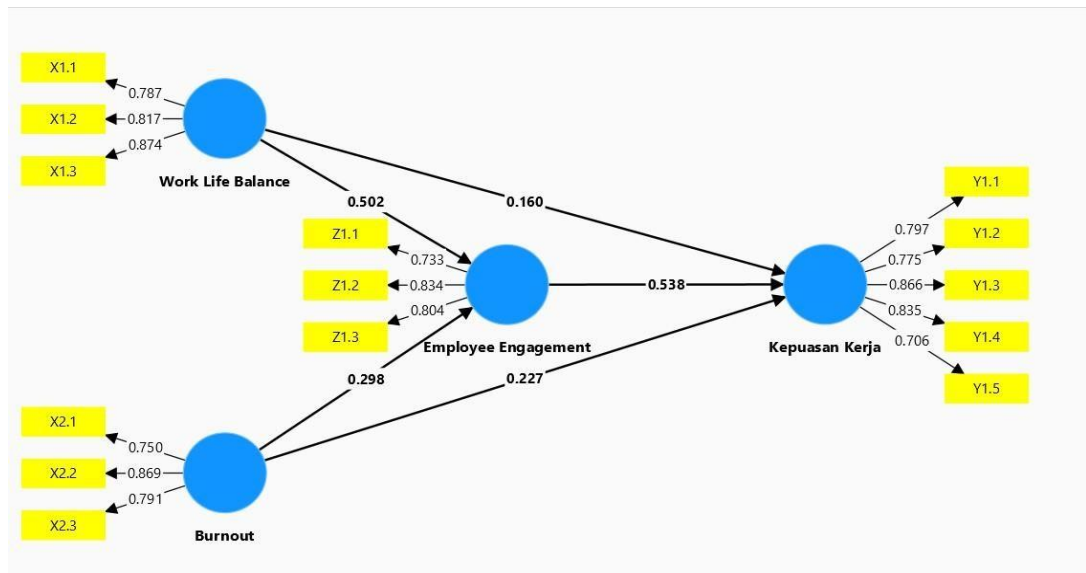 X1.1
0.787
X1.2
0.817
X1.3
0.874
Work Life Balance
0.502
0.160
Z1.1
0.733
Z1.2
0.834
Z1.3
0.804
Employee Engagement
0.538
0.298
0.227
Y1.1
0.797
Y1.2
0.775
Y1.3
0.866
Y1.4
0.835
Y1.5
0.706
Kepuasan Kerja
X2.1
0.750
X2.2
0.869
X2.3
0.791
Burnout